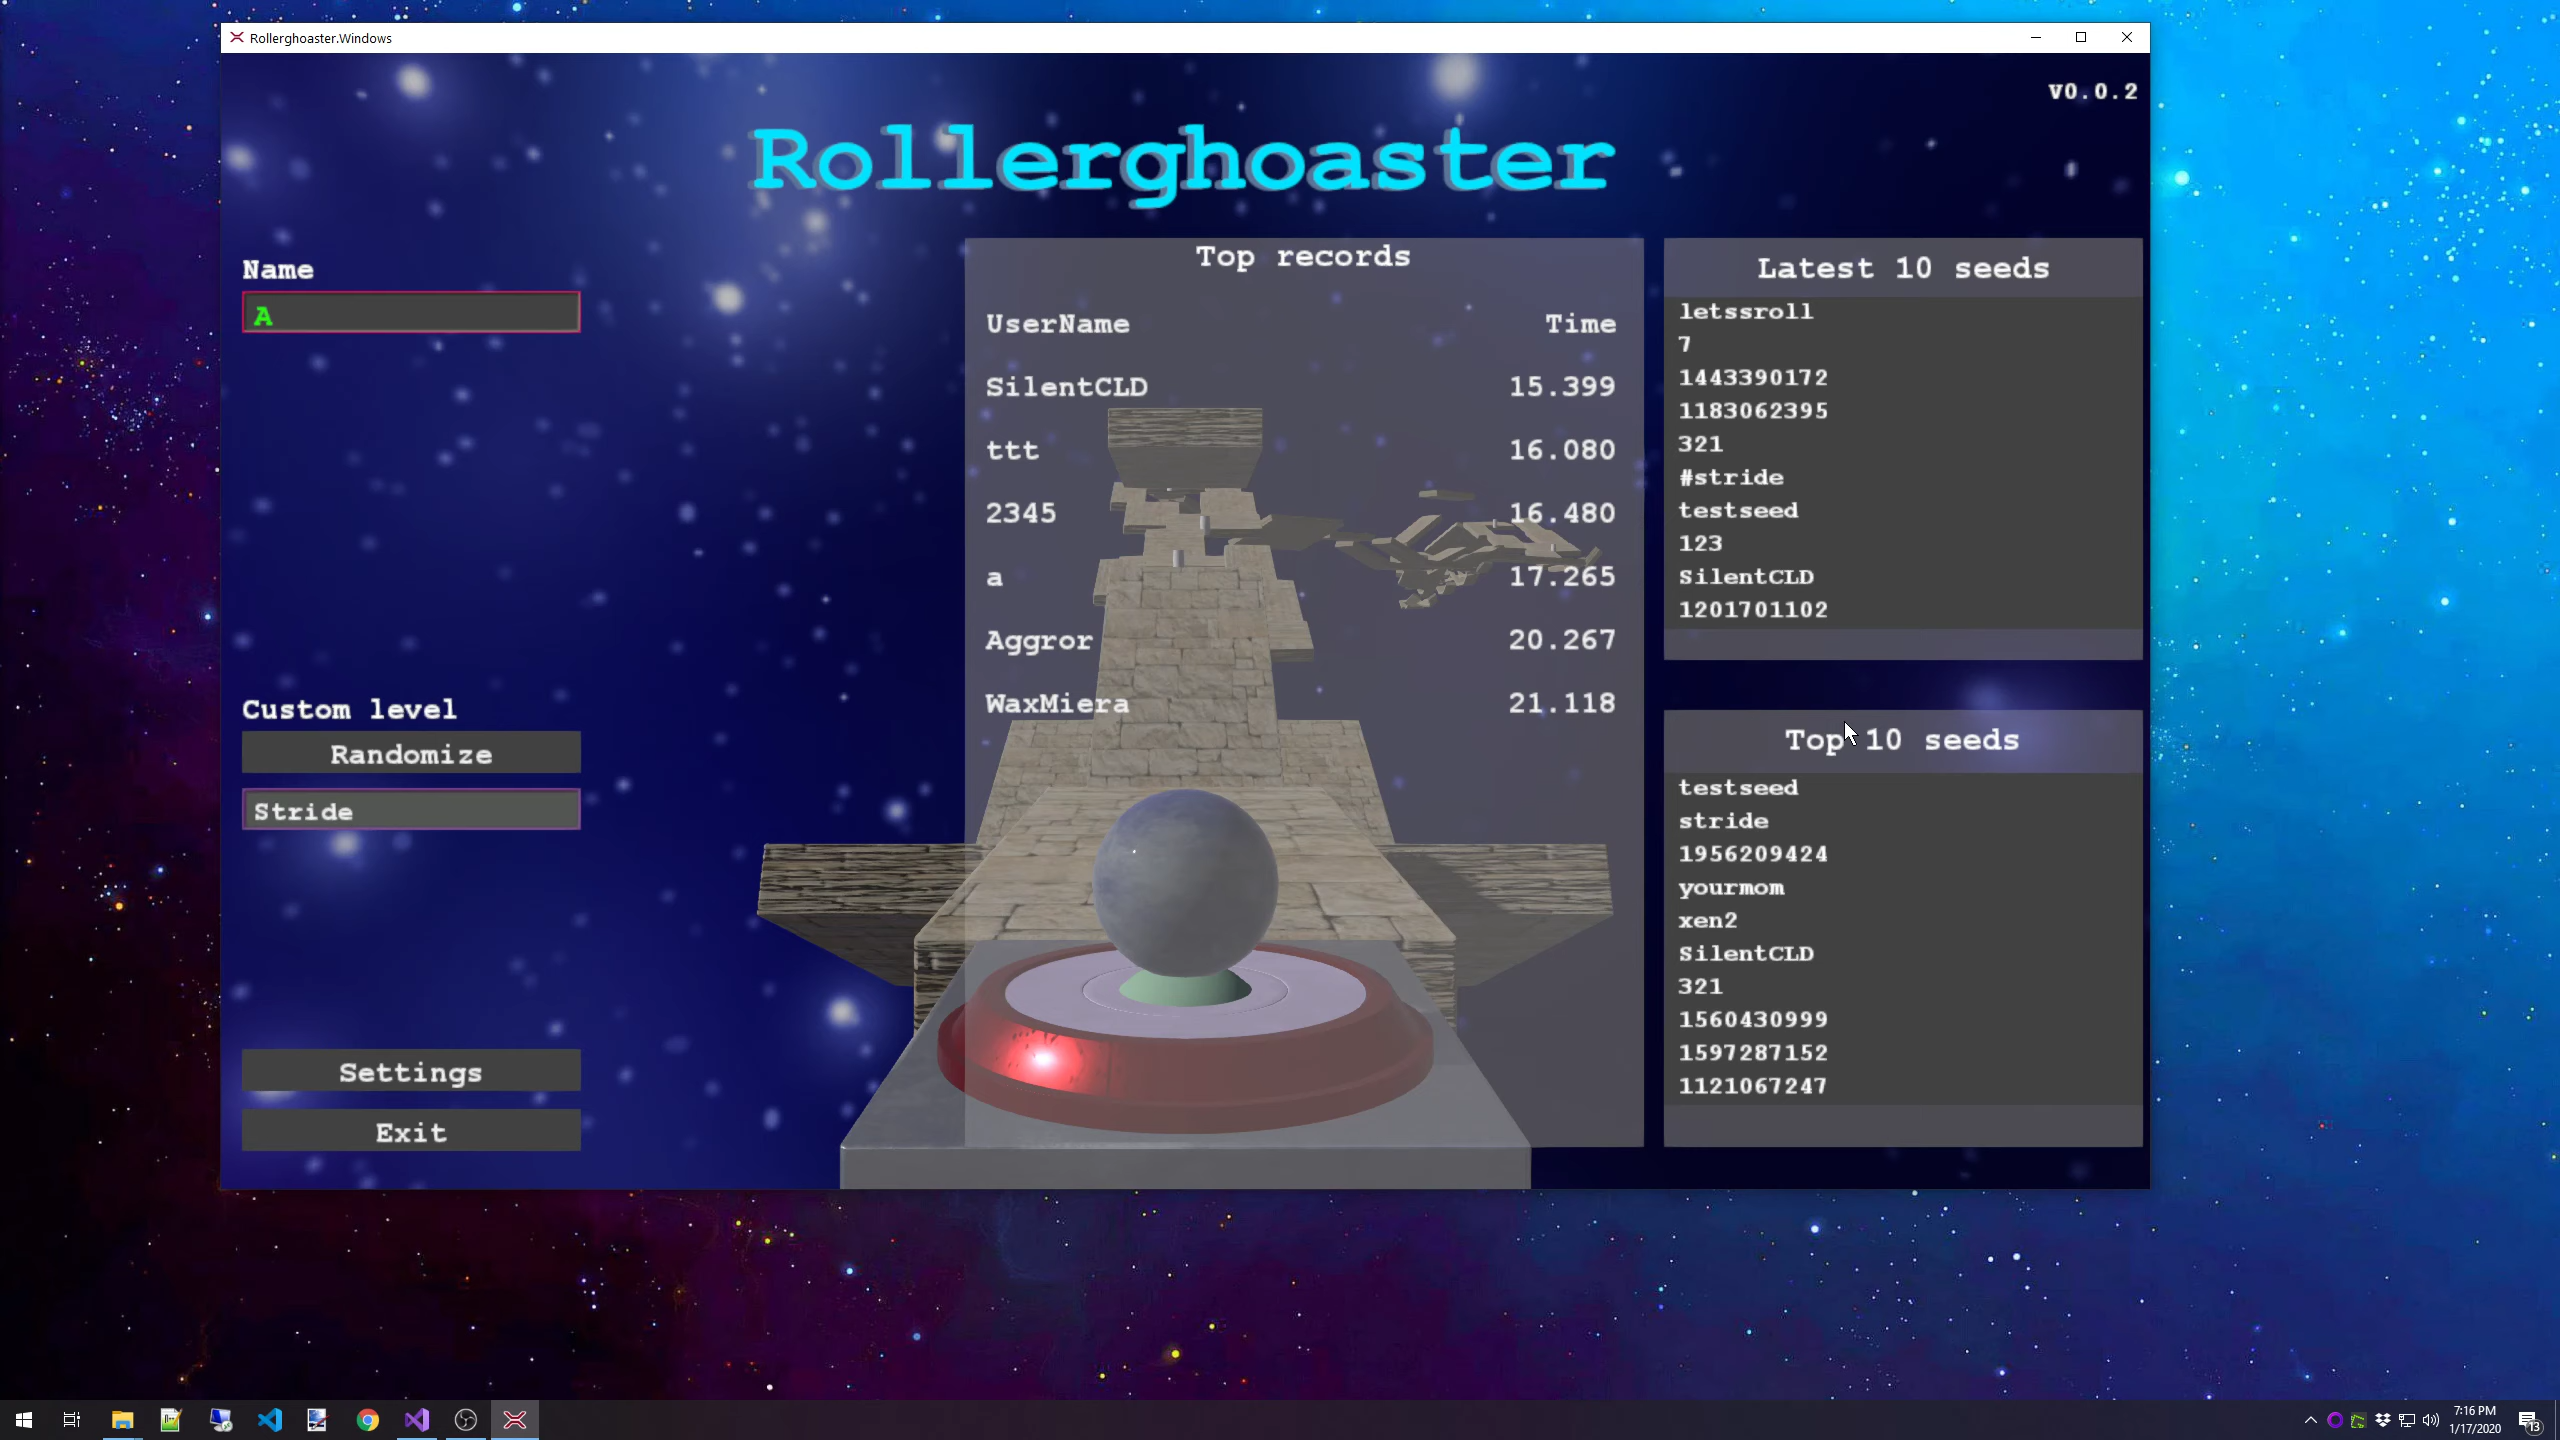 Rollerghoaster.Windows
v0.0.2
Rollerghoaster
Name
A
Custom level
Randomize
Stride
Settings
Exit
Top records
UserName Time
SilentCLD 15.399
ttt 16.080
2345 16.480
a 17.265
Aggror 20.267
WaxMiera 21.118
Latest 10 seeds
letssroll
7
1443390172
1183062395
321
#stride
testseed
123
SilentCLD
1201701102
Top 10 seeds
testseed
stride
1956209424
yourmom
xen2
SilentCLD
321
1560430999
1597287152
1121067247
7:16 PM
1/17/2020
13